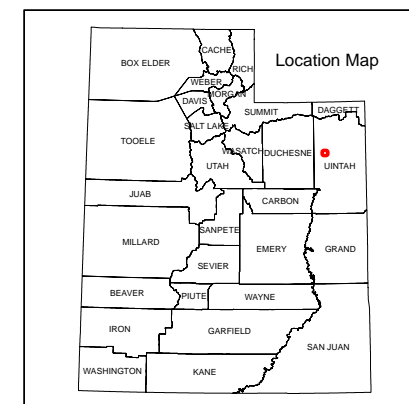 Location Map
BOX ELDER
CACHE
RICH
WEBER
MORGAN
DAVIS
SUMMIT
DAGGETT
SALT LAKE
TOOELE
WASATCH
DUCHESNE
UTAH
UINTAH
JUAB
CARBON
SANPETE
MILLARD
EMERY
GRAND
SEVIER
BEAVER
PIUTE
WAYNE
IRON
GARFIELD
SAN JUAN
WASHINGTON
KANE